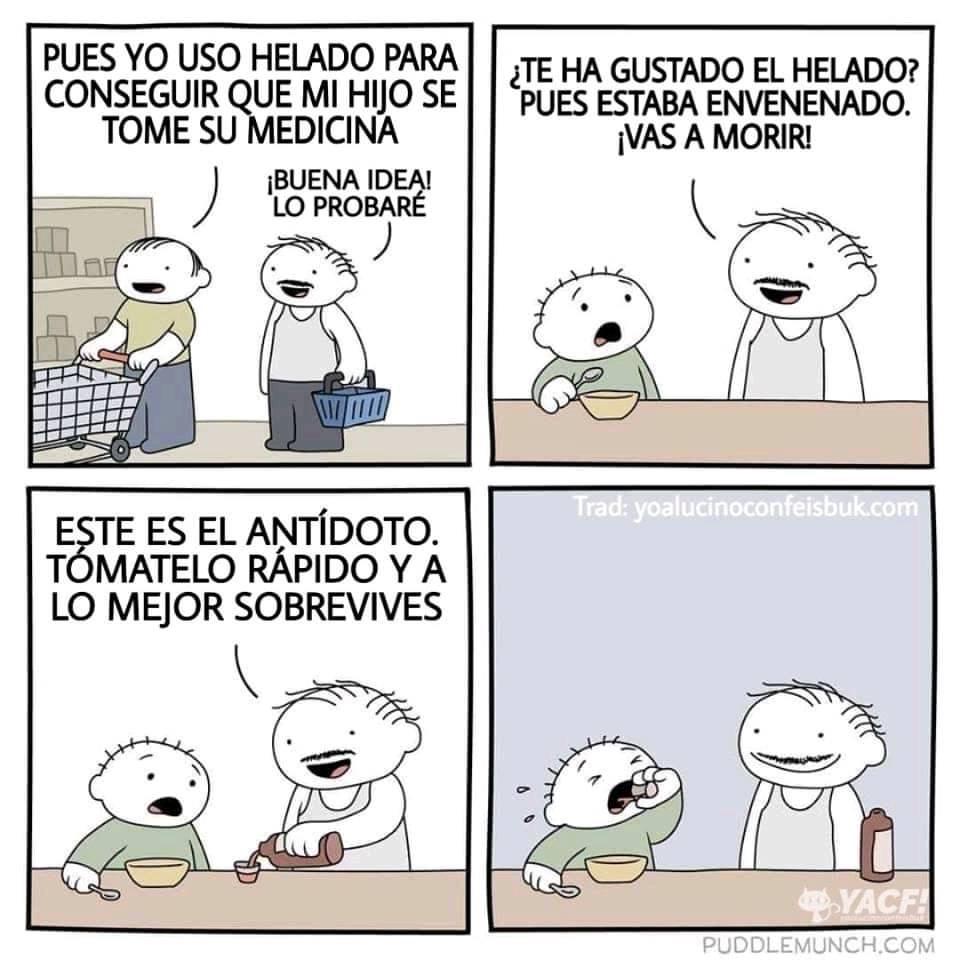 PUES YO USO HELADO PARA
CONSEGUIR QUE MI HIJO SE
TOME SU MEDICINA
¡BUENA IDEA!
LO PROBARÉ
¿TE HA GUSTADO EL HELADO?
PUES ESTABA ENVENENADO.
¡VAS A MORIR!
ESTE ES EL ANTÍDOTO.
TÓMATELO RÁPIDO Y A
LO MEJOR SOBREVIVES
Trad: yoalucinoconfeisbuk.com
YACF!
PUDDLEMUNCH.COM